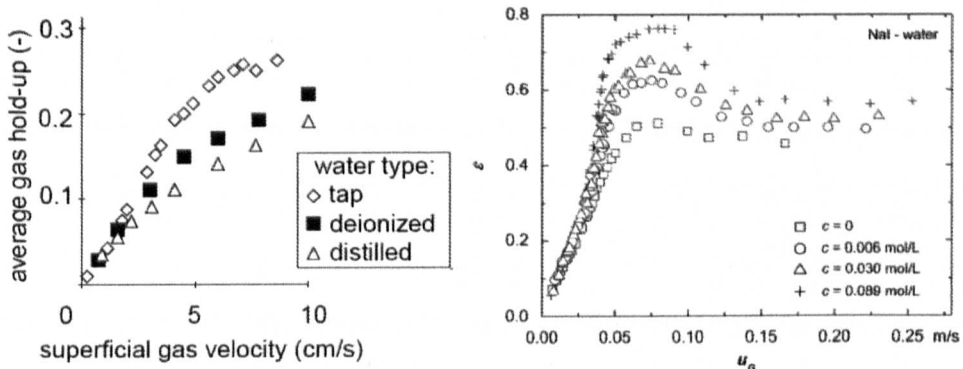 average gas hold-up (-)
0.3
0.2
0.1
0
5
10
superficial gas velocity (cm/s)
water type:
tap
deionized
distilled
ε
0.8
0.6
0.4
0.2
0.0
0.00
0.05
0.10
0.15
0.20
0.25
m/s
NaI - water
c = 0
c = 0.006 mol/L
c = 0.030 mol/L
c = 0.089 mol/L